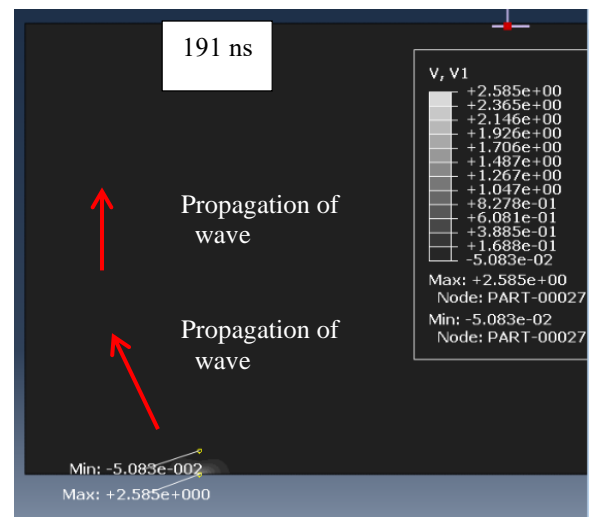 191 ns
V, V1
+2.585e+00
+2.365e+00
+2.146e+00
+1.926e+00
+1.706e+00
+1.487e+00
+1.267e+00
+1.047e+00
+8.278e-01
+6.081e-01
+3.885e-01
+1.688e-01
-5.083e-02
Max: +2.585e+00
Node: PART-00027
Min: -5.083e-02
Node: PART-00027
Propagation of
wave
Propagation of
wave
Min: -5.083e-002
Max: +2.585e+000